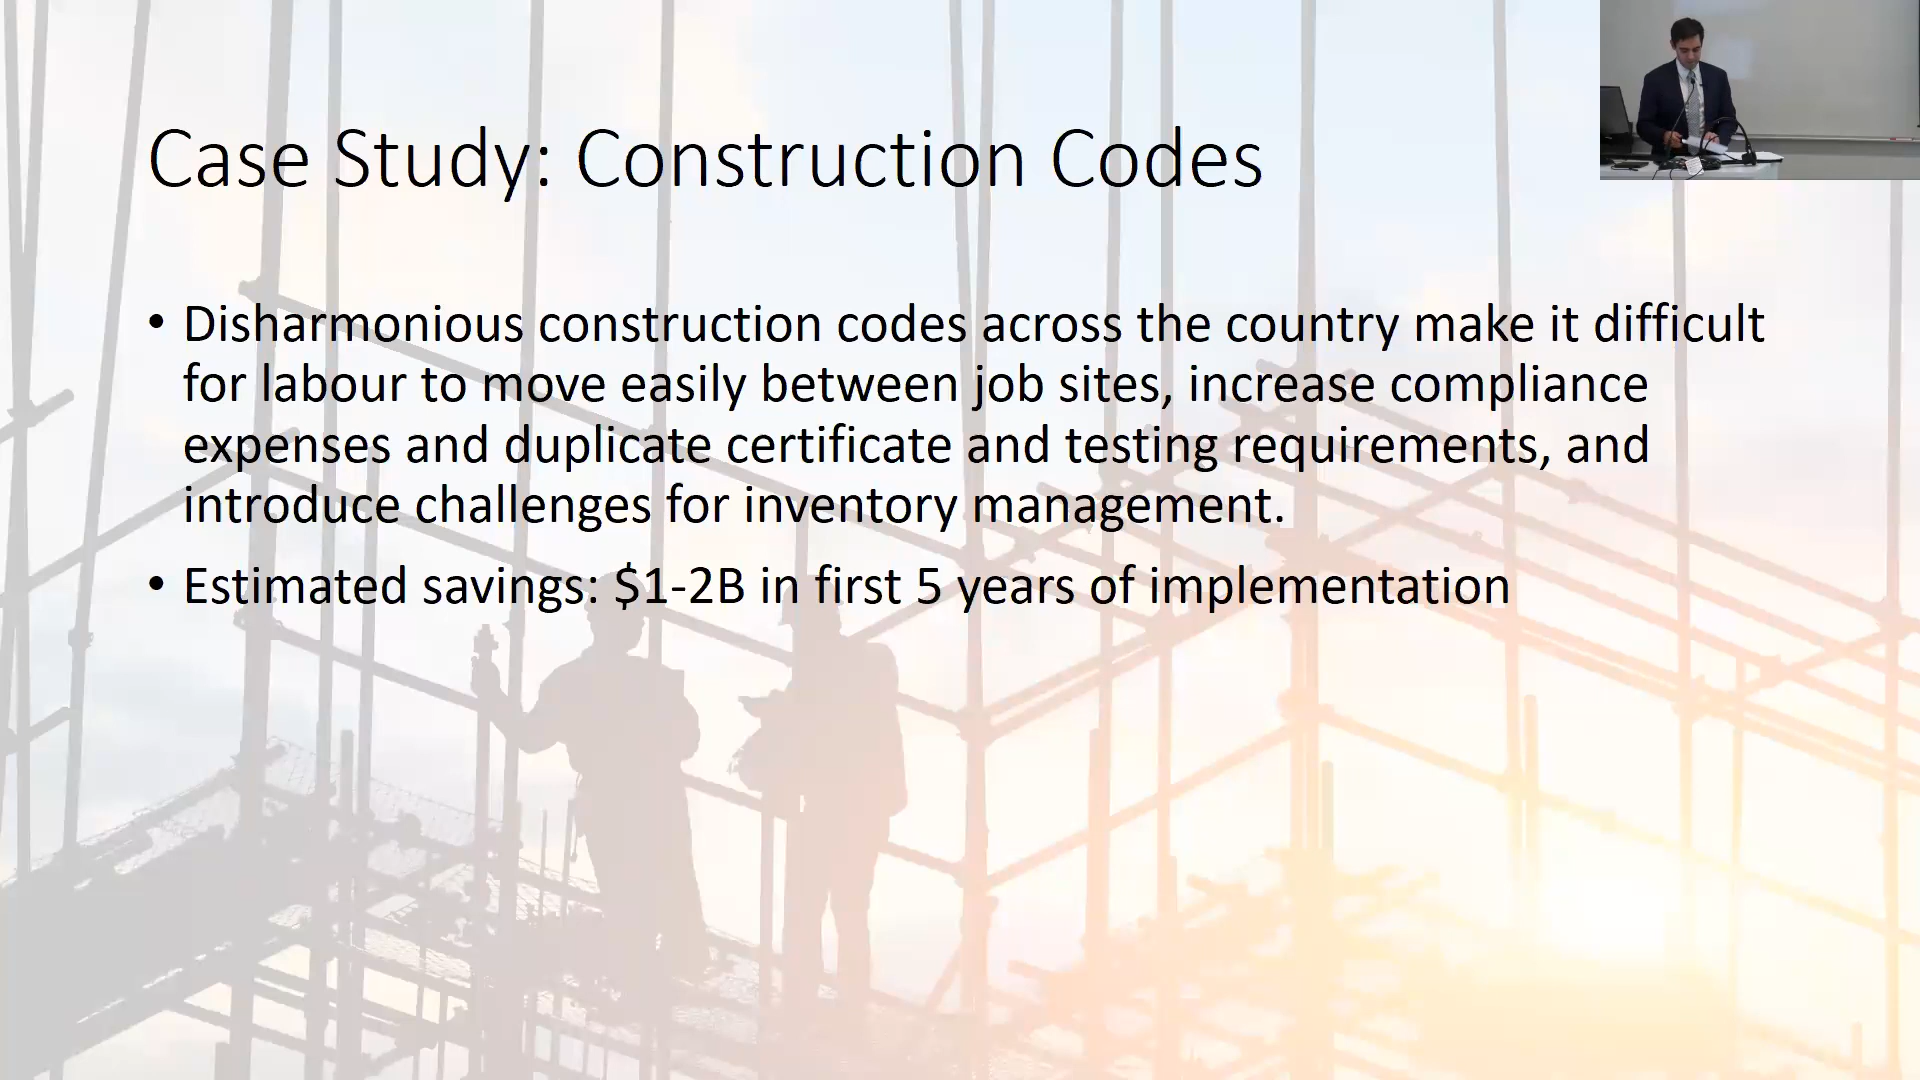 Case Study: Construction Codes
• Disharmonious construction codes across the country make it difficult
for labour to move easily between job sites, increase compliance
expenses and duplicate certificate and testing requirements, and
introduce challenges for inventory management.
• Estimated savings: $1-2B in first 5 years of implementation